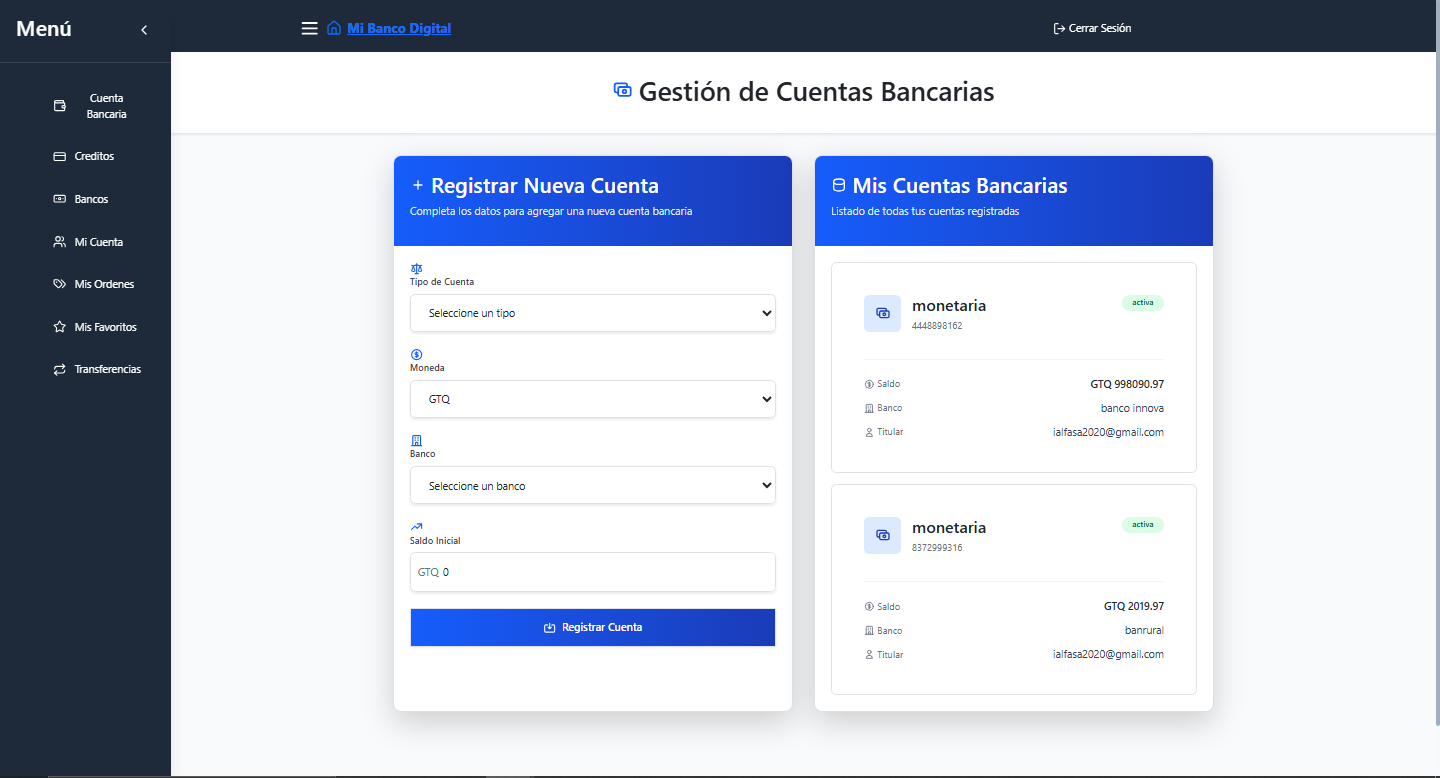 Menú
Mi Banco Digital
Cerrar Sesión
Cuenta
Bancaria
Creditos
Bancos
Mi Cuenta
Mis Ordenes
Mis Favoritos
Transferencias
Gestión de Cuentas Bancarias
Registrar Nueva Cuenta
Completa los datos para agregar una nueva cuenta bancaria
Tipo de Cuenta
Seleccione un tipo
Moneda
GTQ
Banco
Seleccione un banco
Saldo Inicial
GTQ 0
Registrar Cuenta
Mis Cuentas Bancarias
Listado de todas tus cuentas registradas
monetaria
activa
4448898162
Saldo GTQ 998090.97
Banco banco innova
Titular ialfasa2020@gmail.com
monetaria
activa
8372999316
Saldo GTQ 2019.97
Banco banrural
Titular ialfasa2020@gmail.com